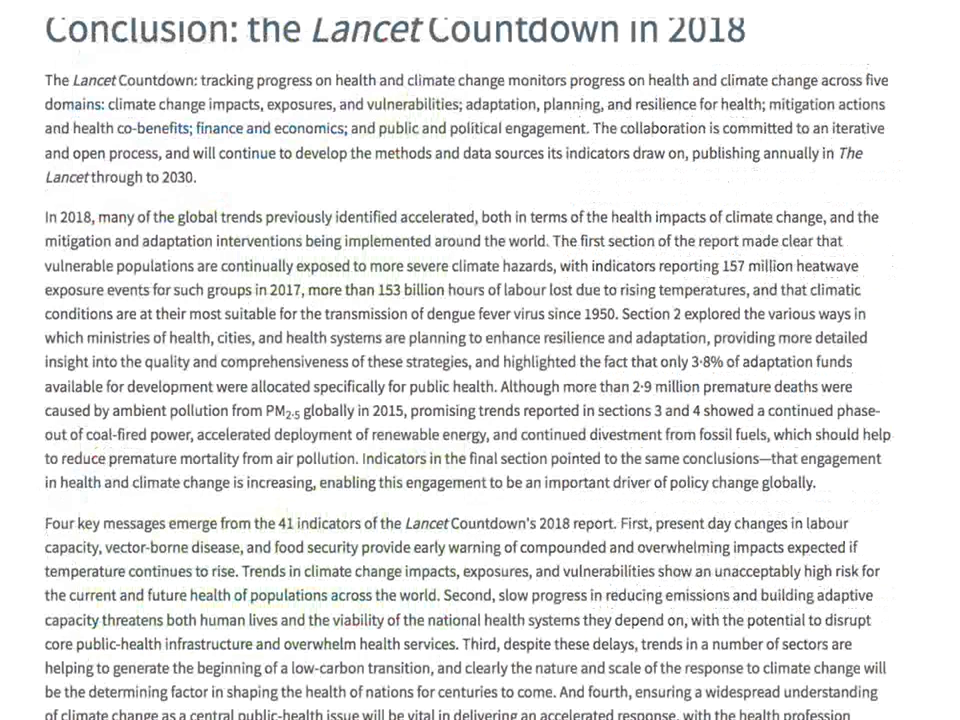 Conclusion: the Lancet Countdown in 2018
The Lancet Countdown: tracking progress on health and climate change monitors progress on health and climate change across five
domains: climate change impacts, exposures, and vulnerabilities; adaptation, planning, and resilience for health; mitigation actions
and health co-benefits; finance and economics; and public and political engagement. The collaboration is committed to an iterative
and open process, and will continue to develop the methods and data sources its indicators draw on, publishing annually in The
Lancet through to 2030.
In 2018, many of the global trends previously identified accelerated, both in terms of the health impacts of climate change, and the
mitigation and adaptation interventions being implemented around the world. The first section of the report made clear that
vulnerable populations are continually exposed to more severe climate hazards, with indicators reporting 157 million heatwave
exposure events for such groups in 2017, more than 153 billion hours of labour lost due to rising temperatures, and that climatic
conditions are at their most suitable for the transmission of dengue fever virus since 1950. Section 2 explored the various ways in
which ministries of health, cities, and health systems are planning to enhance resilience and adaptation, providing more detailed
insight into the quality and comprehensiveness of these strategies, and highlighted the fact that only 3·8% of adaptation funds
available for development were allocated specifically for public health. Although more than 2·9 million premature deaths were
caused by ambient pollution from PM2·5 globally in 2015, promising trends reported in sections 3 and 4 showed a continued phase-
out of coal-fired power, accelerated deployment of renewable energy, and continued divestment from fossil fuels, which should help
to reduce premature mortality from air pollution. Indicators in the final section pointed to the same conclusions—that engagement
in health and climate change is increasing, enabling this engagement to be an important driver of policy change globally.
Four key messages emerge from the 41 indicators of the Lancet Countdown's 2018 report. First, present day changes in labour
capacity, vector-borne disease, and food security provide early warning of compounded and overwhelming impacts expected if
temperature continues to rise. Trends in climate change impacts, exposures, and vulnerabilities show an unacceptably high risk for
the current and future health of populations across the world. Second, slow progress in reducing emissions and building adaptive
capacity threatens both human lives and the viability of the national health systems they depend on, with the potential to disrupt
core public-health infrastructure and overwhelm health services. Third, despite these delays, trends in a number of sectors are
helping to generate the beginning of a low-carbon transition, and clearly the nature and scale of the response to climate change will
be the determining factor in shaping the health of nations for centuries to come. And fourth, ensuring a widespread understanding
of climate change as a central public-health issue will be vital in delivering an accelerated response, with the health profession